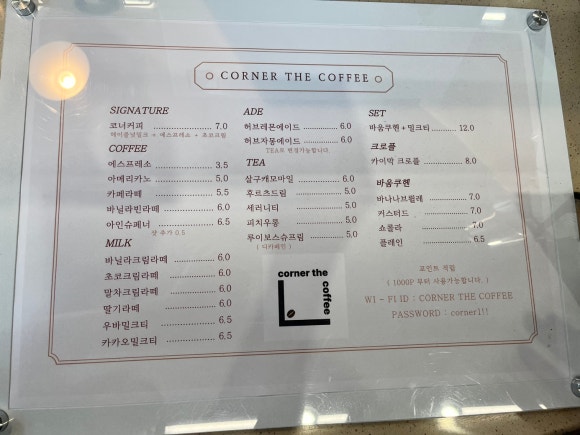 CORNER THE COFFEE
SIGNATURE
코너커피 7.0
COFFEE
에스프레소 3.5
아메리카노 5.0
카페라떼 5.5
바닐라빈라떼 6.0
아인슈페너 6.5
샷 추가 0.5
MILK
바닐라크림라떼 6.0
초코크림라떼 6.0
말차크림라떼 6.0
딸기라떼 6.0
우바밀크티 6.5
카카오밀크티 6.5
ADE
허브레몬에이드 6.0
허브자몽에이드 6.0
TEA로 변경가능합니다.
TEA
살구캐모마일 6.0
후르츠드림 5.0
세러니티 5.0
피치우롱 5.0
루이보스슈프림 5.0
( 디카페인 )
corner the
coffee
SET
바움쿠헨+밀크티 12.0
크로플
카이막 크로플 8.0
바움쿠헨
바나나브륄레 7.0
커스터드 7.0
쇼콜라 7.0
플레인 6.5
포인트 적립
( 1000P 부터 사용가능합니다. )
WI - FI ID : CORNER THE COFFEE
PASSWORD : corner1!!